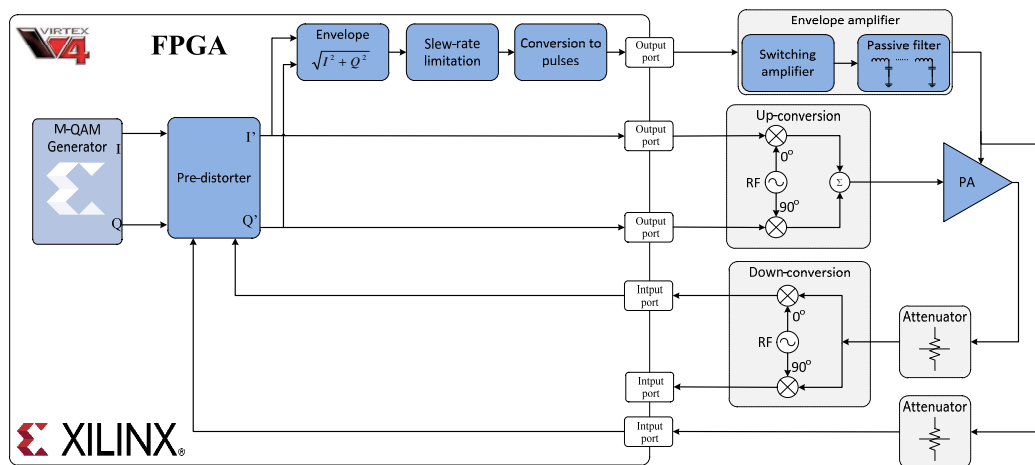 VIRTEX
V4
FPGA
Envelope
√I² + Q²
Slew-rate
limitation
Conversion to
pulses
Output
port
Envelope amplifier
Switching
amplifier
Passive filter
M-QAM
Generator
I
Q
Pre-distorter
I'
Q'
Output
port
Output
port
Up-conversion
0°
RF
90°
Σ
PA
Intput
port
Intput
port
Intput
port
Down-conversion
0°
RF
90°
Attenuator
Attenuator
XILINX®